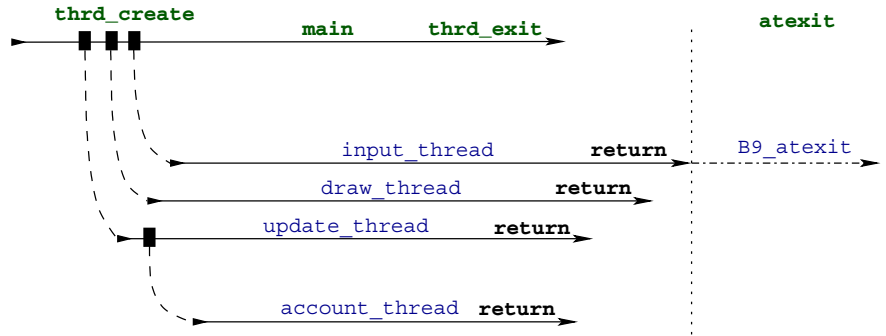 thrd_create
main thrd_exit atexit
input_thread return B9_atexit
draw_thread return
update_thread return
account_thread return